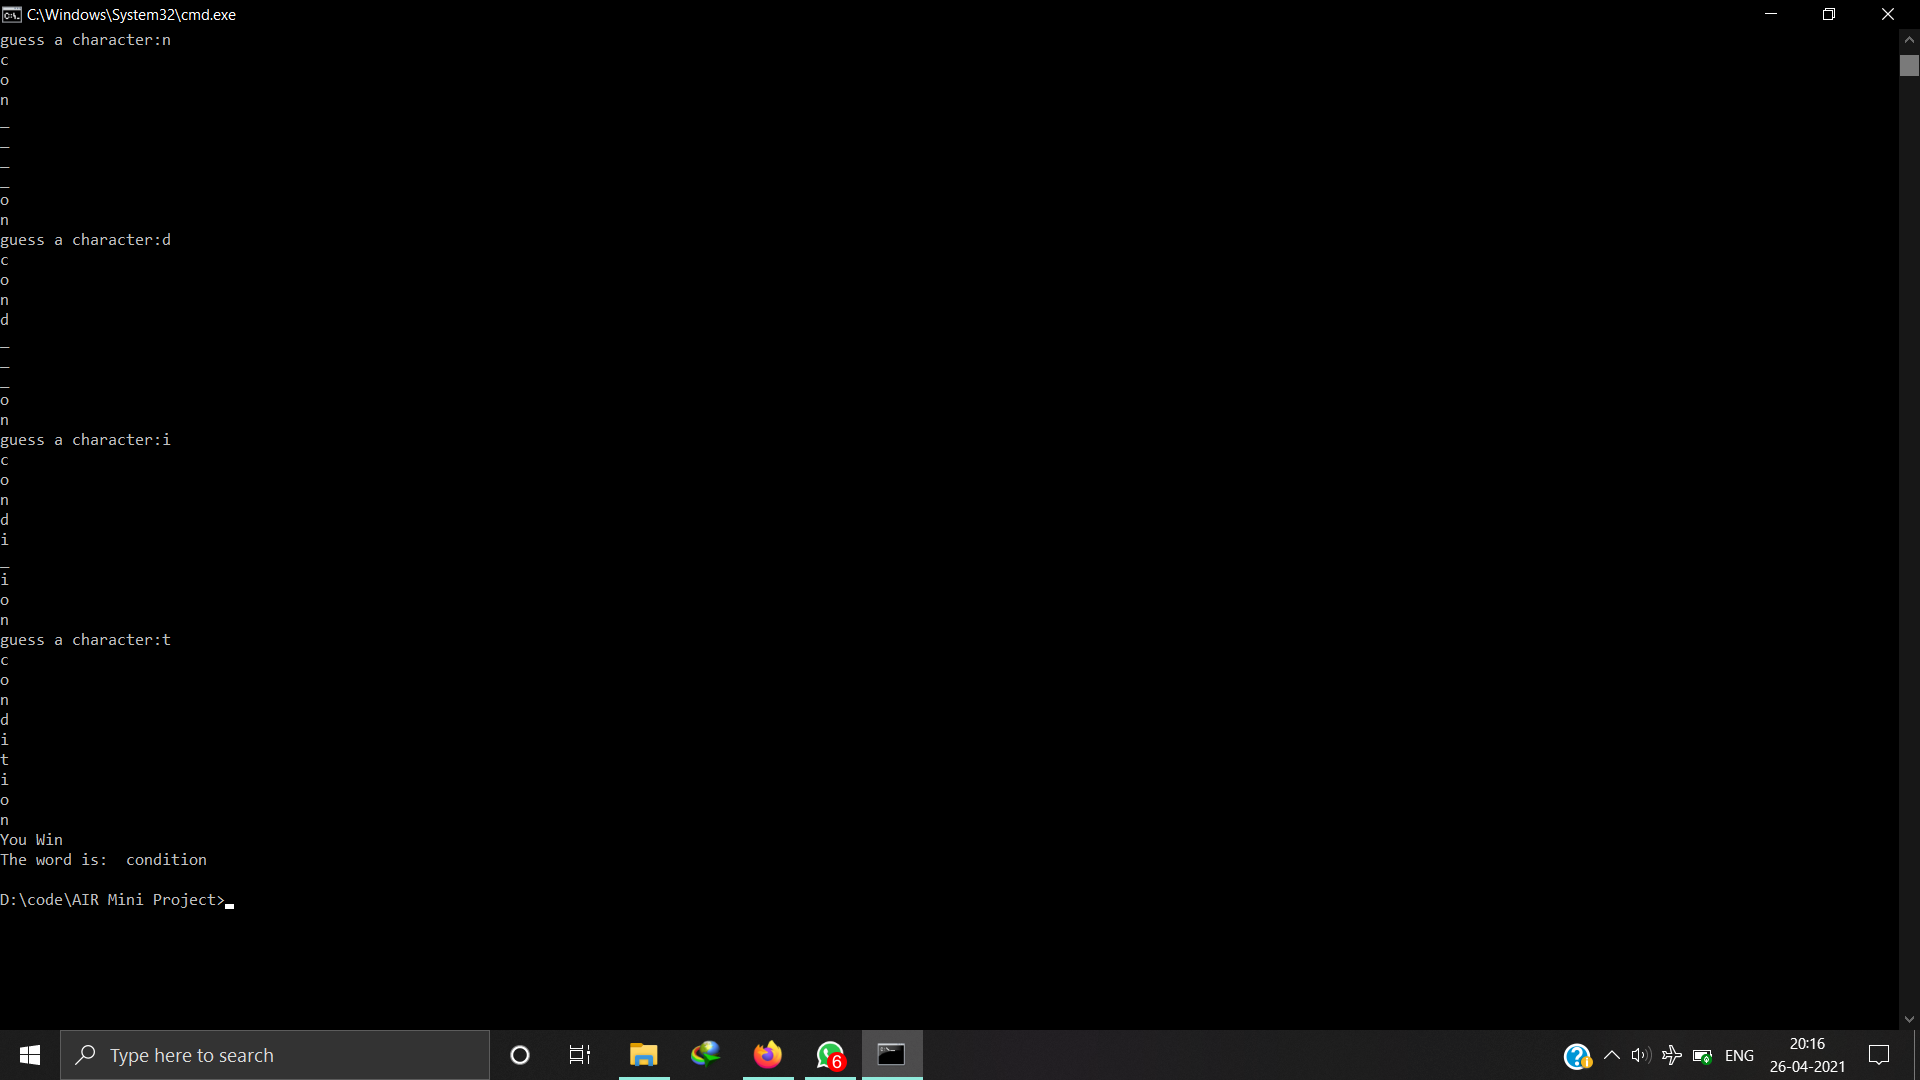 C:\Windows\System32\cmd.exe
guess a character:n
c
o
n
_
_
_
_
o
n
guess a character:d
c
o
n
d
_
_
_
o
n
guess a character:i
c
o
n
d
i
_
i
o
n
guess a character:t
c
o
n
d
i
t
i
o
n
You Win
The word is:  condition
D:\code\AIR Mini Project>
Type here to search
6
ENG
20:16
26-04-2021